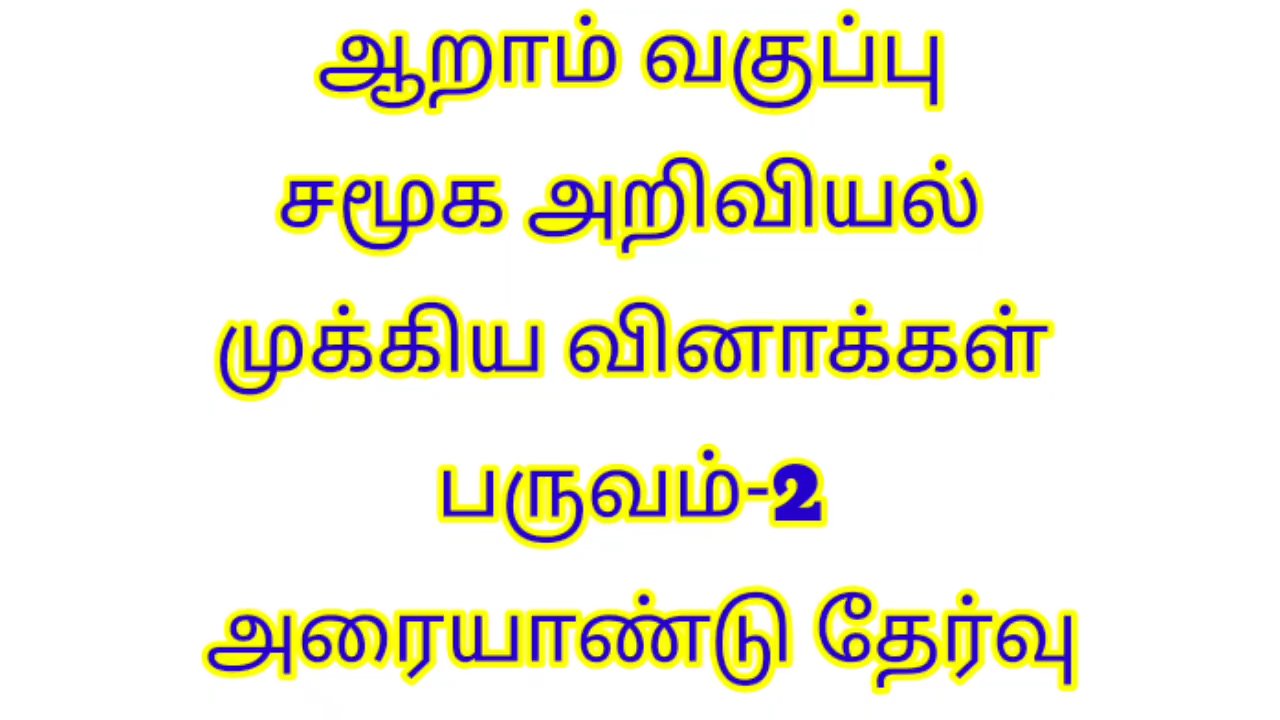 ஆறாம் வகுப்பு
சமூக அறிவியல்
முக்கிய வினாக்கள்
பருவம்-2
அரையாண்டு தேர்வு